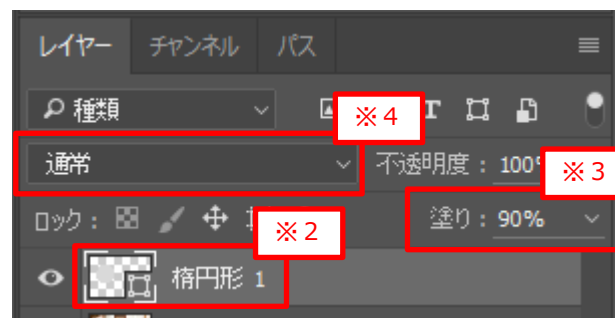 レイヤー チャンネル パス
種類 ※4 T
通常 不透明度： 100% ※3
ロック： ※2 塗り： 90%
楕円形 1